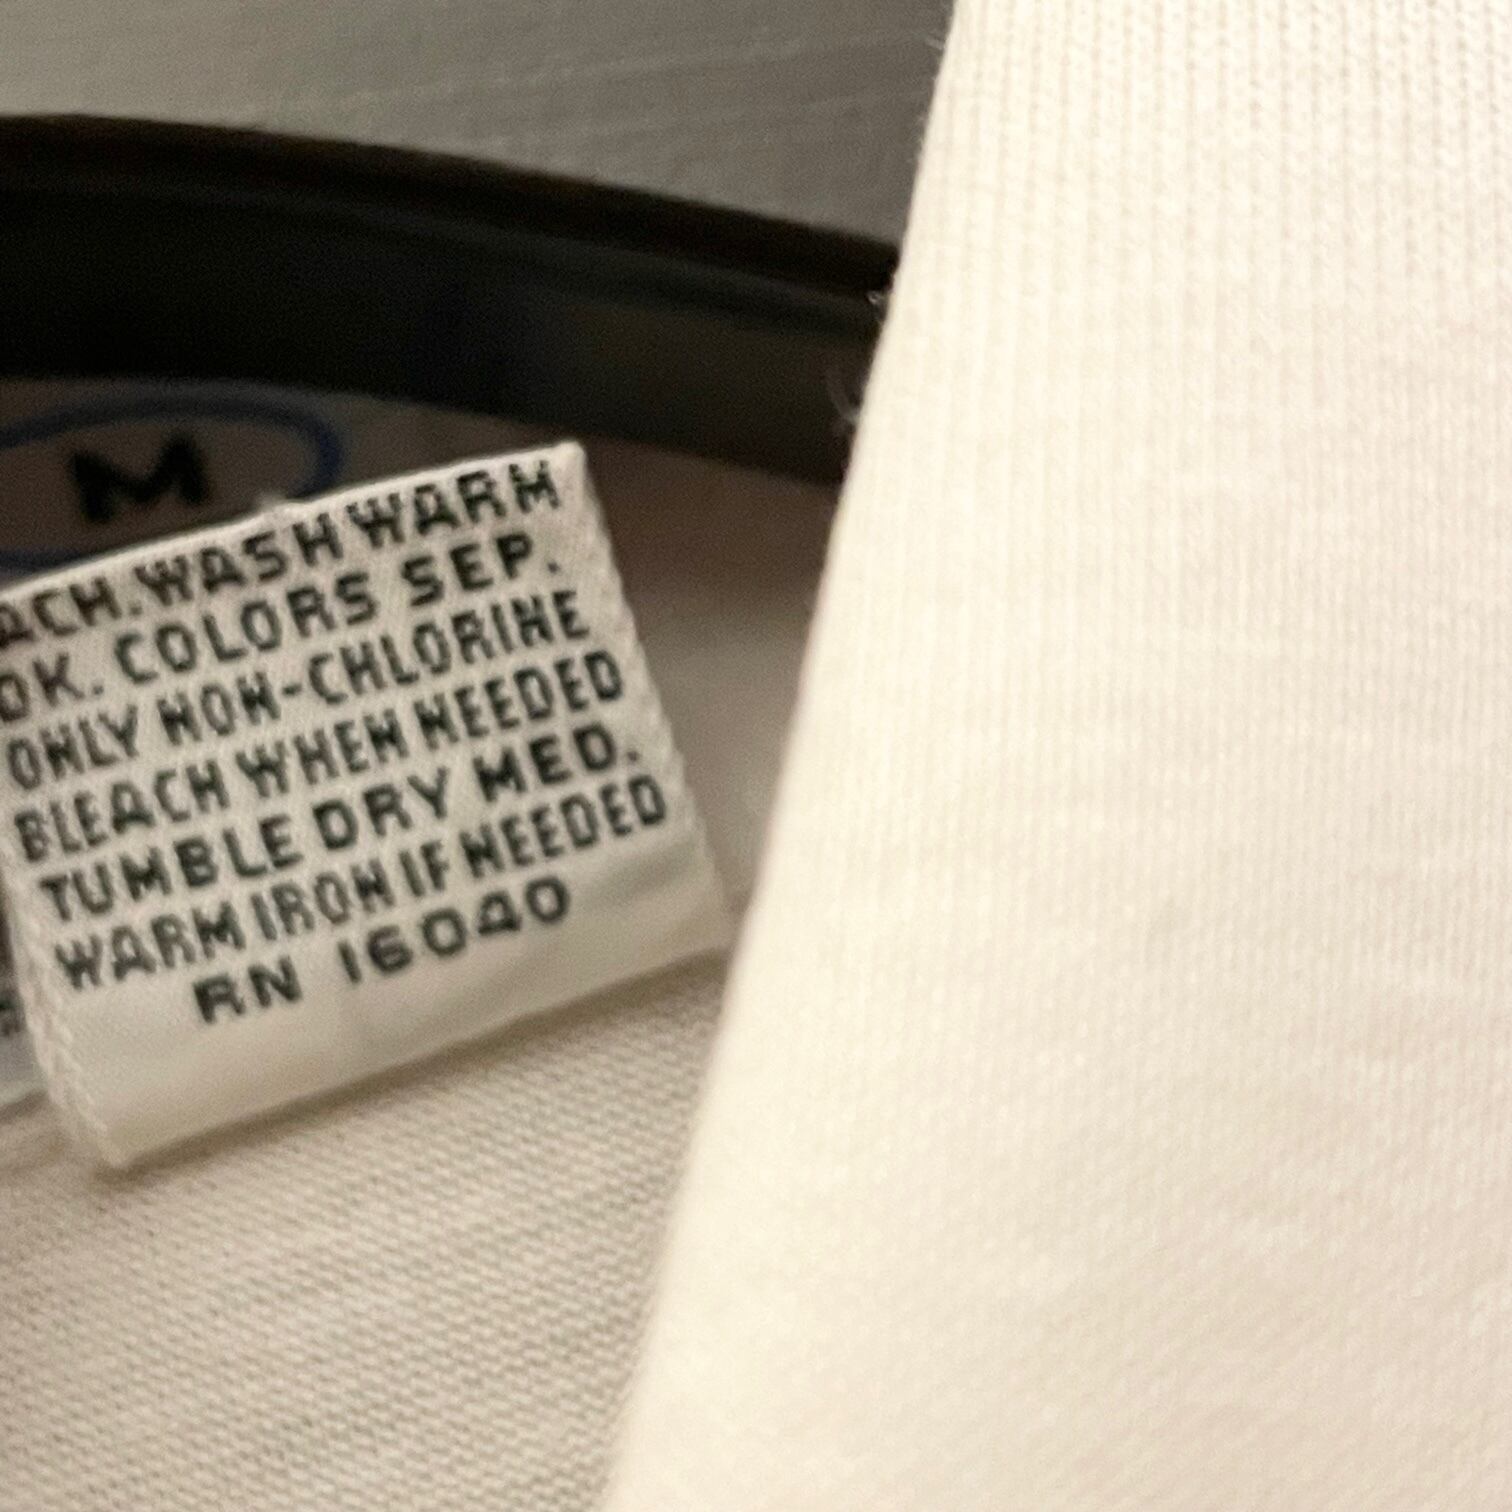 M
ACH. WASH WARM
OK. COLORS SEP.
ONLY NON-CHLORINE
BLEACH WHEN NEEDED
TUMBLE DRY MED.
WARM IRON IF NEEDED
RN 16040